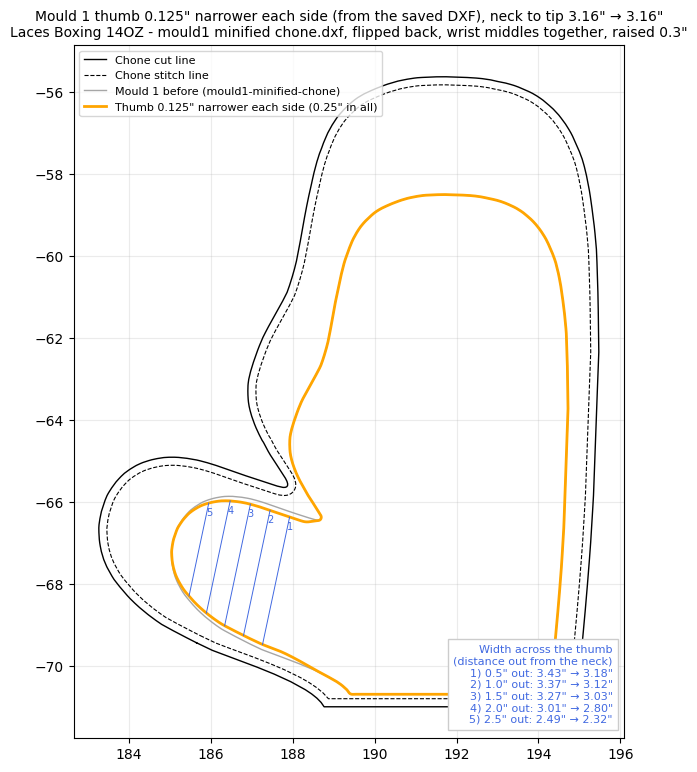 Mould 1 thumb 0.125" narrower each side (from the saved DXF), neck to tip 3.16" → 3.16"
Laces Boxing 14OZ - mould1 minified chone.dxf, flipped back, wrist middles together, raised 0.3"
Chone cut line
Chone stitch line
Mould 1 before (mould1-minified-chone)
Thumb 0.125" narrower each side (0.25" in all)
−56
−58
−60
−62
−64
−66
−68
−70
5
4
3
2
1
Width across the thumb
(distance out from the neck)
1) 0.5" out: 3.43" → 3.18"
2) 1.0" out: 3.37" → 3.12"
3) 1.5" out: 3.27" → 3.03"
4) 2.0" out: 3.01" → 2.80"
5) 2.5" out: 2.49" → 2.32"
184
186
188
190
192
194
196